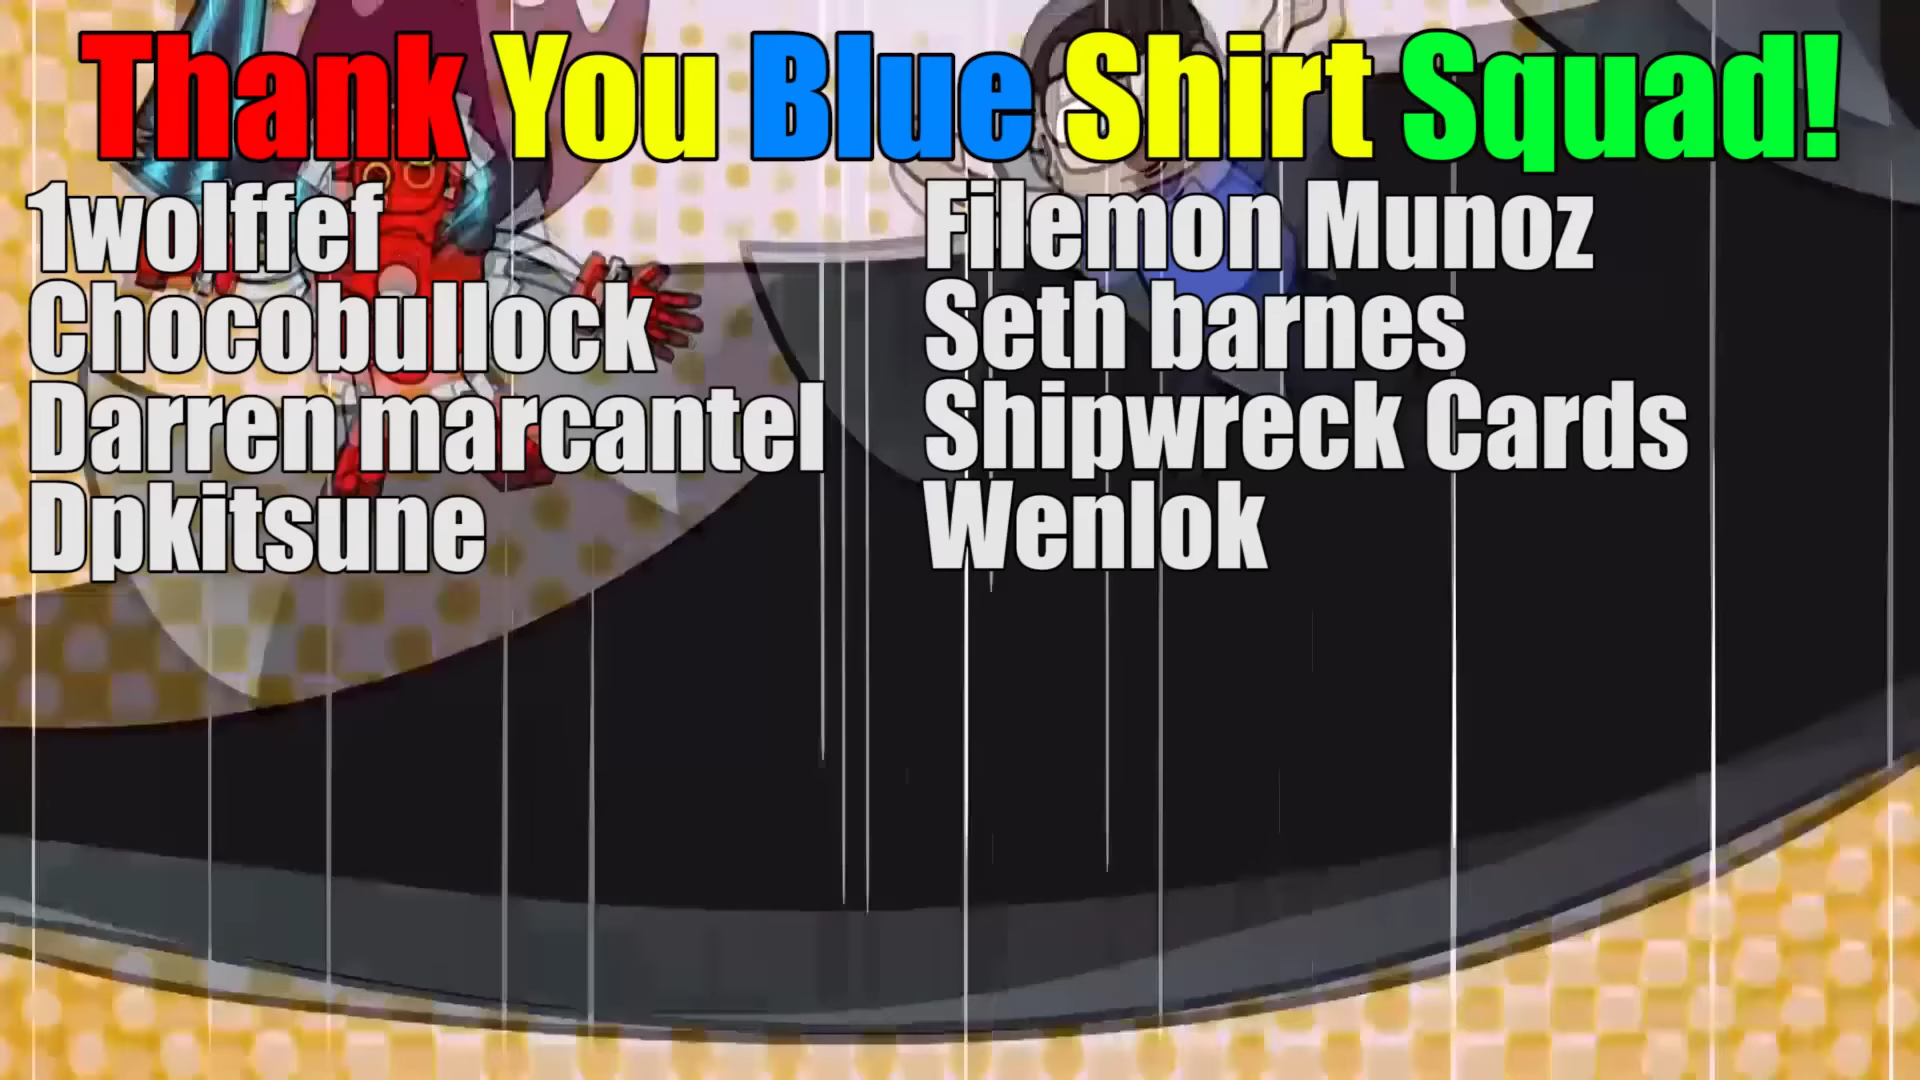 Thank You Blue Shirt Squad!
1wolffef
Chocobullock
Darren marcantel
Dpkitsune
Filemon Munoz
Seth barnes
Shipwreck Cards
Wenlok